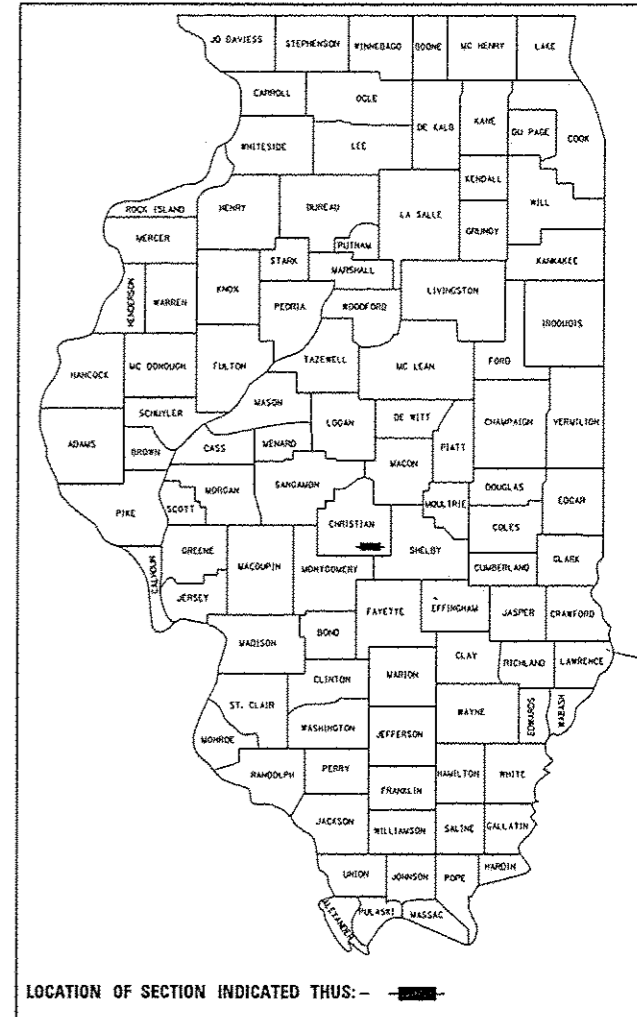 JO DAVIESS STEPHENSON WINNEBAGO BOONE MC HENRY LAKE
CARROLL OGLE DE KALB KANE DU PAGE COOK
WHITESIDE LEE KENDALL WILL
ROCK ISLAND HENRY BUREAU LA SALLE GRUNDY
MERCER PUTNAM KANKAKEE
STARK MARSHALL
HENDERSON WARREN KNOX PEORIA WOODFORD LIVINGSTON IROQUOIS
HANCOCK MC DONOUGH FULTON TAZEWELL MC LEAN FORD
SCHUYLER MASON
ADAMS BROWN CASS MENARD LOGAN DE WITT PIATT CHAMPAIGN VERMILION
MACON
PIKE SCOTT MORGAN SANGAMON CHRISTIAN MOULTRIE DOUGLAS EDGAR
COLES
CALHOUN GREENE MACOUPIN MONTGOMERY SHELBY CUMBERLAND CLARK
JERSEY FAYETTE EFFINGHAM JASPER CRAWFORD
MADISON BOND CLAY RICHLAND LAWRENCE
CLINTON MARION
ST. CLAIR WAYNE EDWARDS WABASH
MONROE WASHINGTON JEFFERSON
RANDOLPH PERRY HAMILTON WHITE
FRANKLIN
JACKSON WILLIAMSON SALINE GALLATIN
UNION JOHNSON POPE HARDIN
ALEXANDER PULASKI MASSAC
LOCATION OF SECTION INDICATED THUS: -